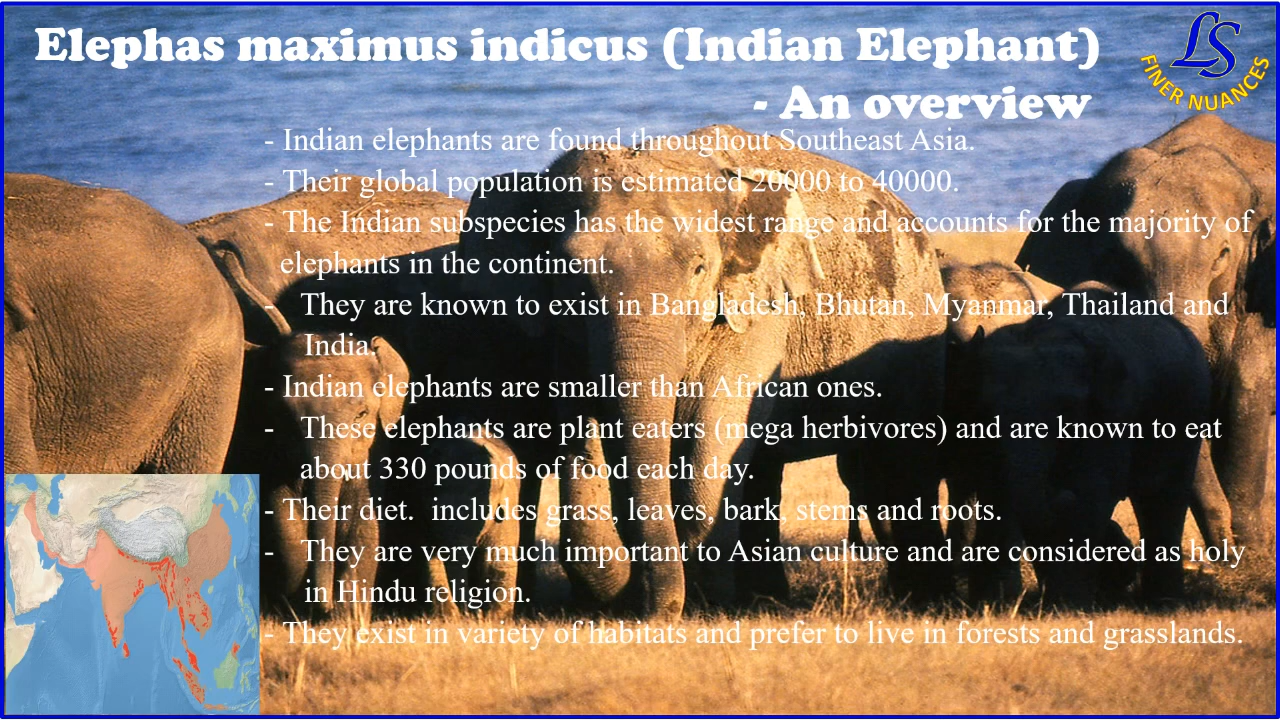 Elephas maximus indicus (Indian Elephant)
- An overview
LS
FINER NUANCES
- Indian elephants are found throughout Southeast Asia.
- Their global population is estimated 20000 to 40000.
- The Indian subspecies has the widest range and accounts for the majority of
elephants in the continent.
- They are known to exist in Bangladesh, Bhutan, Myanmar, Thailand and
India.
- Indian elephants are smaller than African ones.
- These elephants are plant eaters (mega herbivores) and are known to eat
about 330 pounds of food each day.
- Their diet.  includes grass, leaves, bark, stems and roots.
- They are very much important to Asian culture and are considered as holy
in Hindu religion.
- They exist in variety of habitats and prefer to live in forests and grasslands.